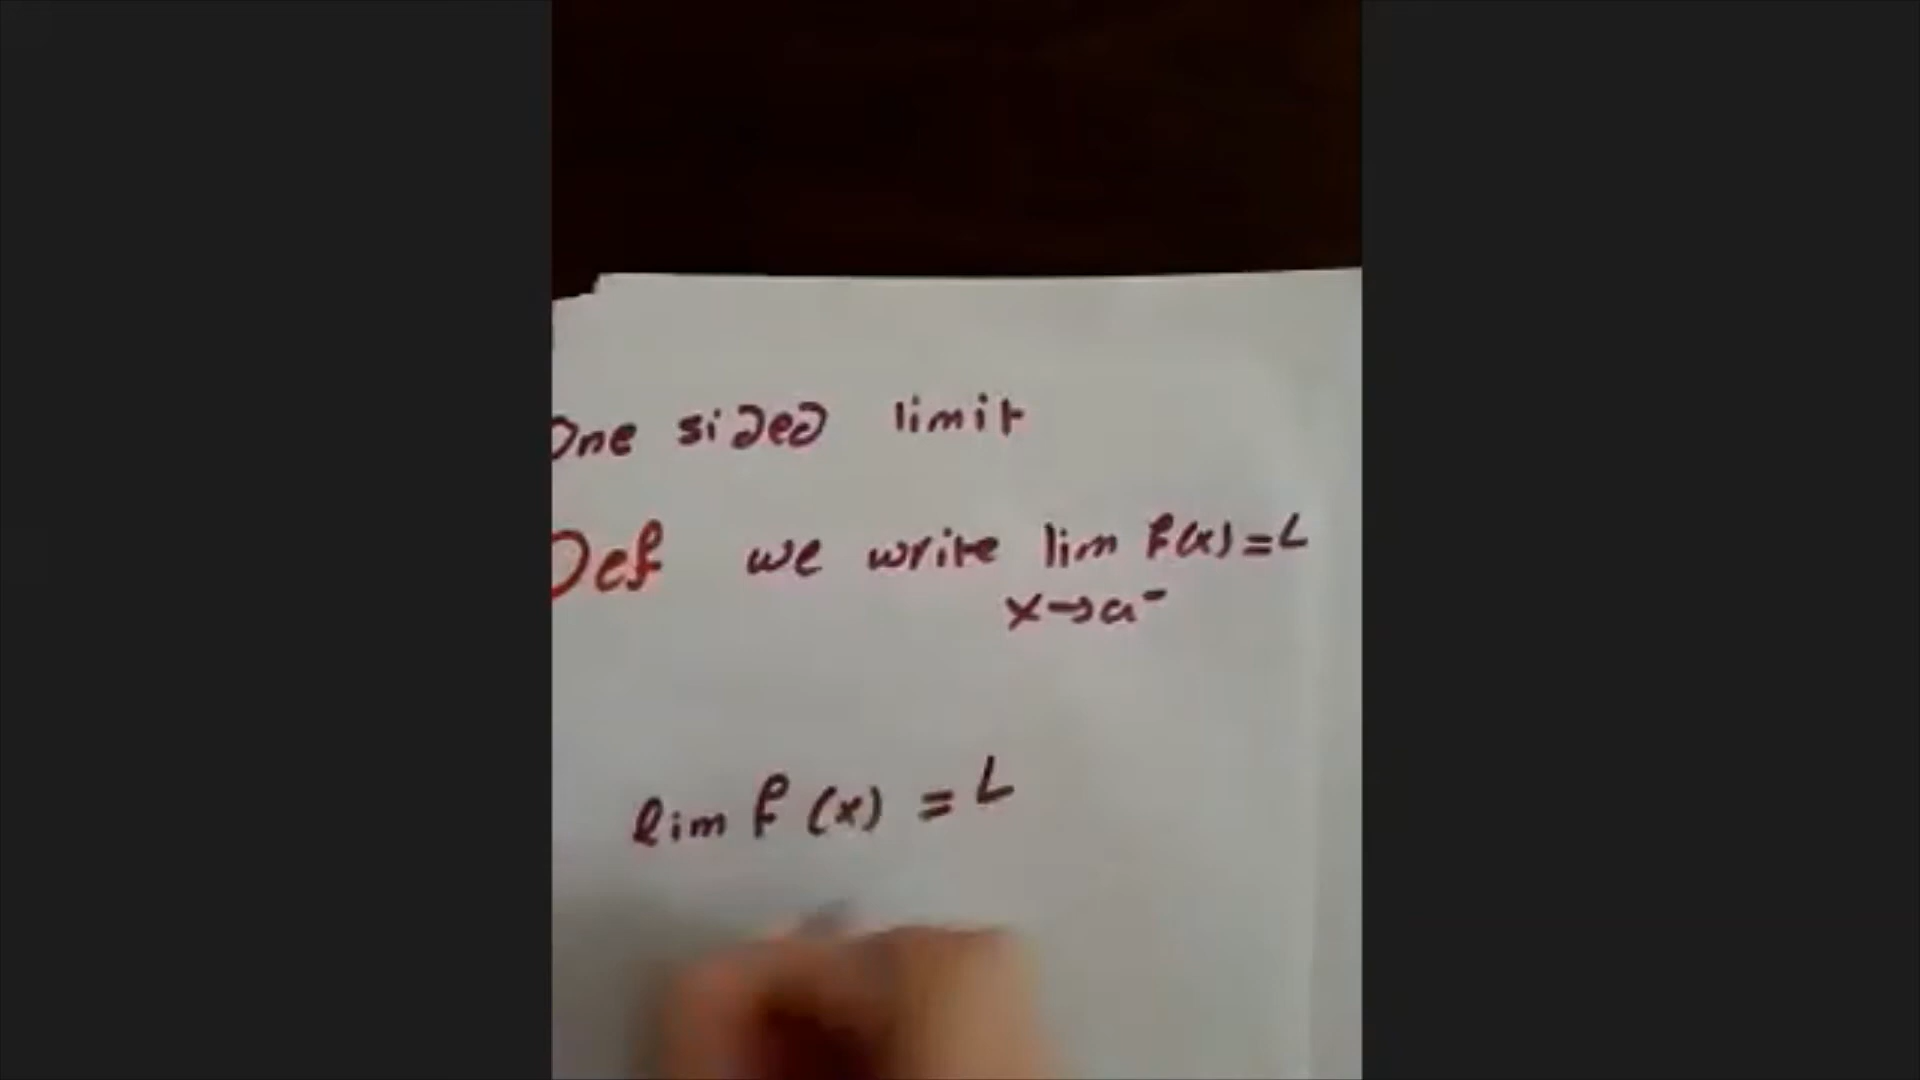 One sided limit
Def we write lim f(x) = L
x→a⁻
lim f(x) = L